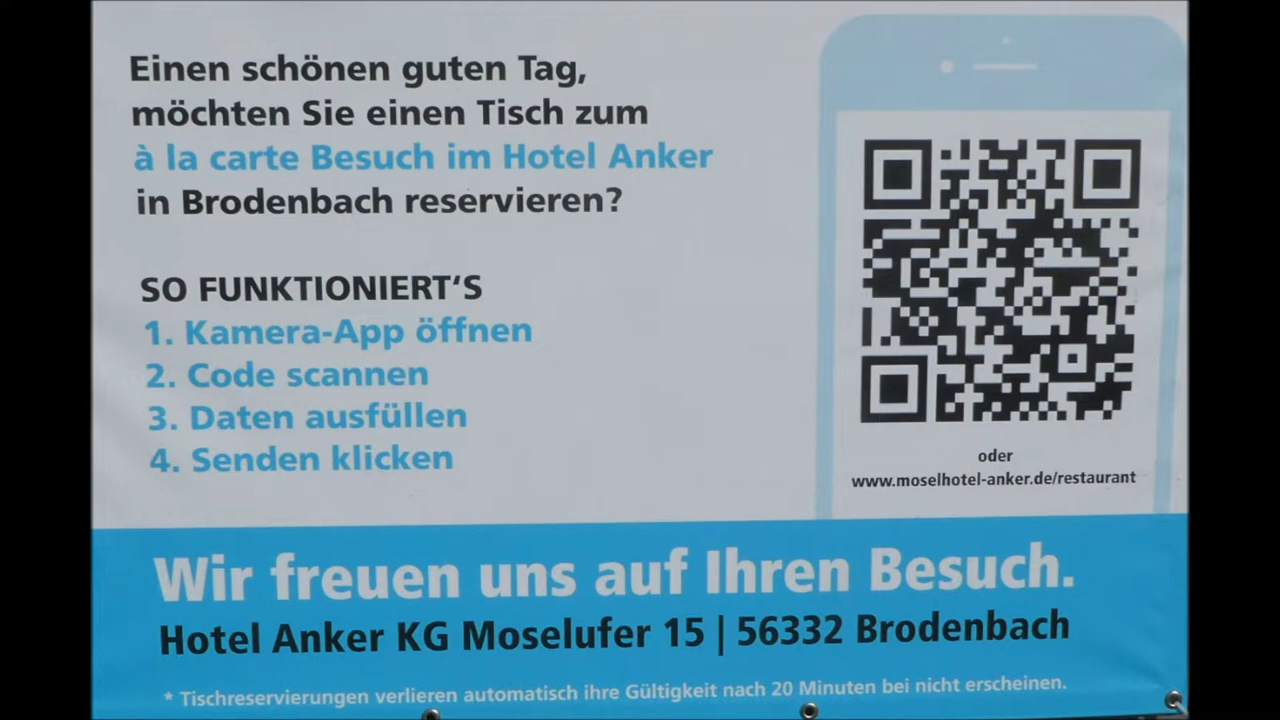 Einen schönen guten Tag,
möchten Sie einen Tisch zum
à la carte Besuch im Hotel Anker
in Brodenbach reservieren?
SO FUNKTIONIERT‘S
1. Kamera-App öffnen
2. Code scannen
3. Daten ausfüllen
4. Senden klicken
oder
www.moselhotel-anker.de/restaurant
Wir freuen uns auf Ihren Besuch.
Hotel Anker KG Moselufer 15 | 56332 Brodenbach
* Tischreservierungen verlieren automatisch ihre Gültigkeit nach 20 Minuten bei nicht erscheinen.